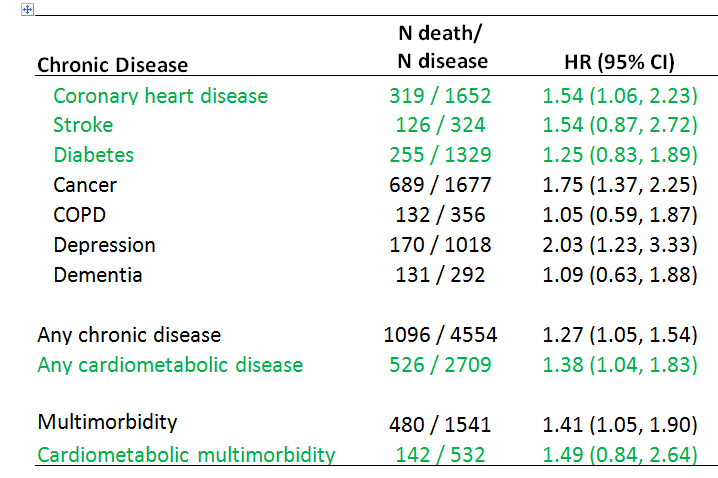 N death/
Chronic Disease N disease HR (95% CI)
Coronary heart disease 319 / 1652 1.54 (1.06, 2.23)
Stroke 126 / 324 1.54 (0.87, 2.72)
Diabetes 255 / 1329 1.25 (0.83, 1.89)
Cancer 689 / 1677 1.75 (1.37, 2.25)
COPD 132 / 356 1.05 (0.59, 1.87)
Depression 170 / 1018 2.03 (1.23, 3.33)
Dementia 131 / 292 1.09 (0.63, 1.88)
Any chronic disease 1096 / 4554 1.27 (1.05, 1.54)
Any cardiometabolic disease 526 / 2709 1.38 (1.04, 1.83)
Multimorbidity 480 / 1541 1.41 (1.05, 1.90)
Cardiometabolic multimorbidity 142 / 532 1.49 (0.84, 2.64)